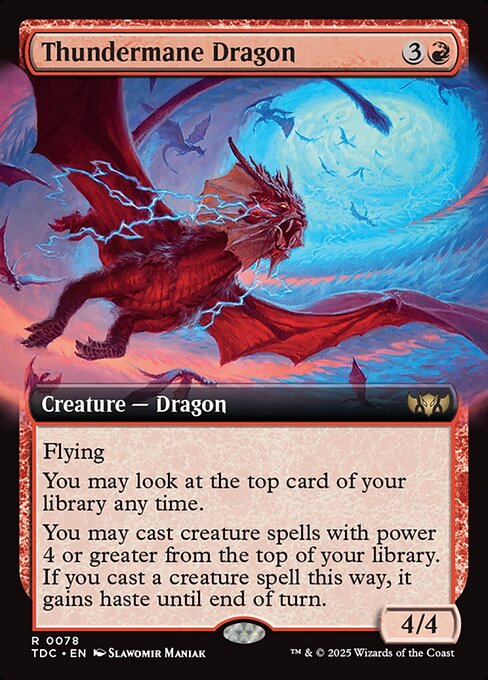 Thundermane Dragon 3
Creature — Dragon
Flying
You may look at the top card of your
library any time.
You may cast creature spells with power
4 or greater from the top of your library.
If you cast a creature spell this way, it
gains haste until end of turn.
4/4
R 0078
TDC • EN Slawomir Maniak
™ & © 2025 Wizards of the Coast